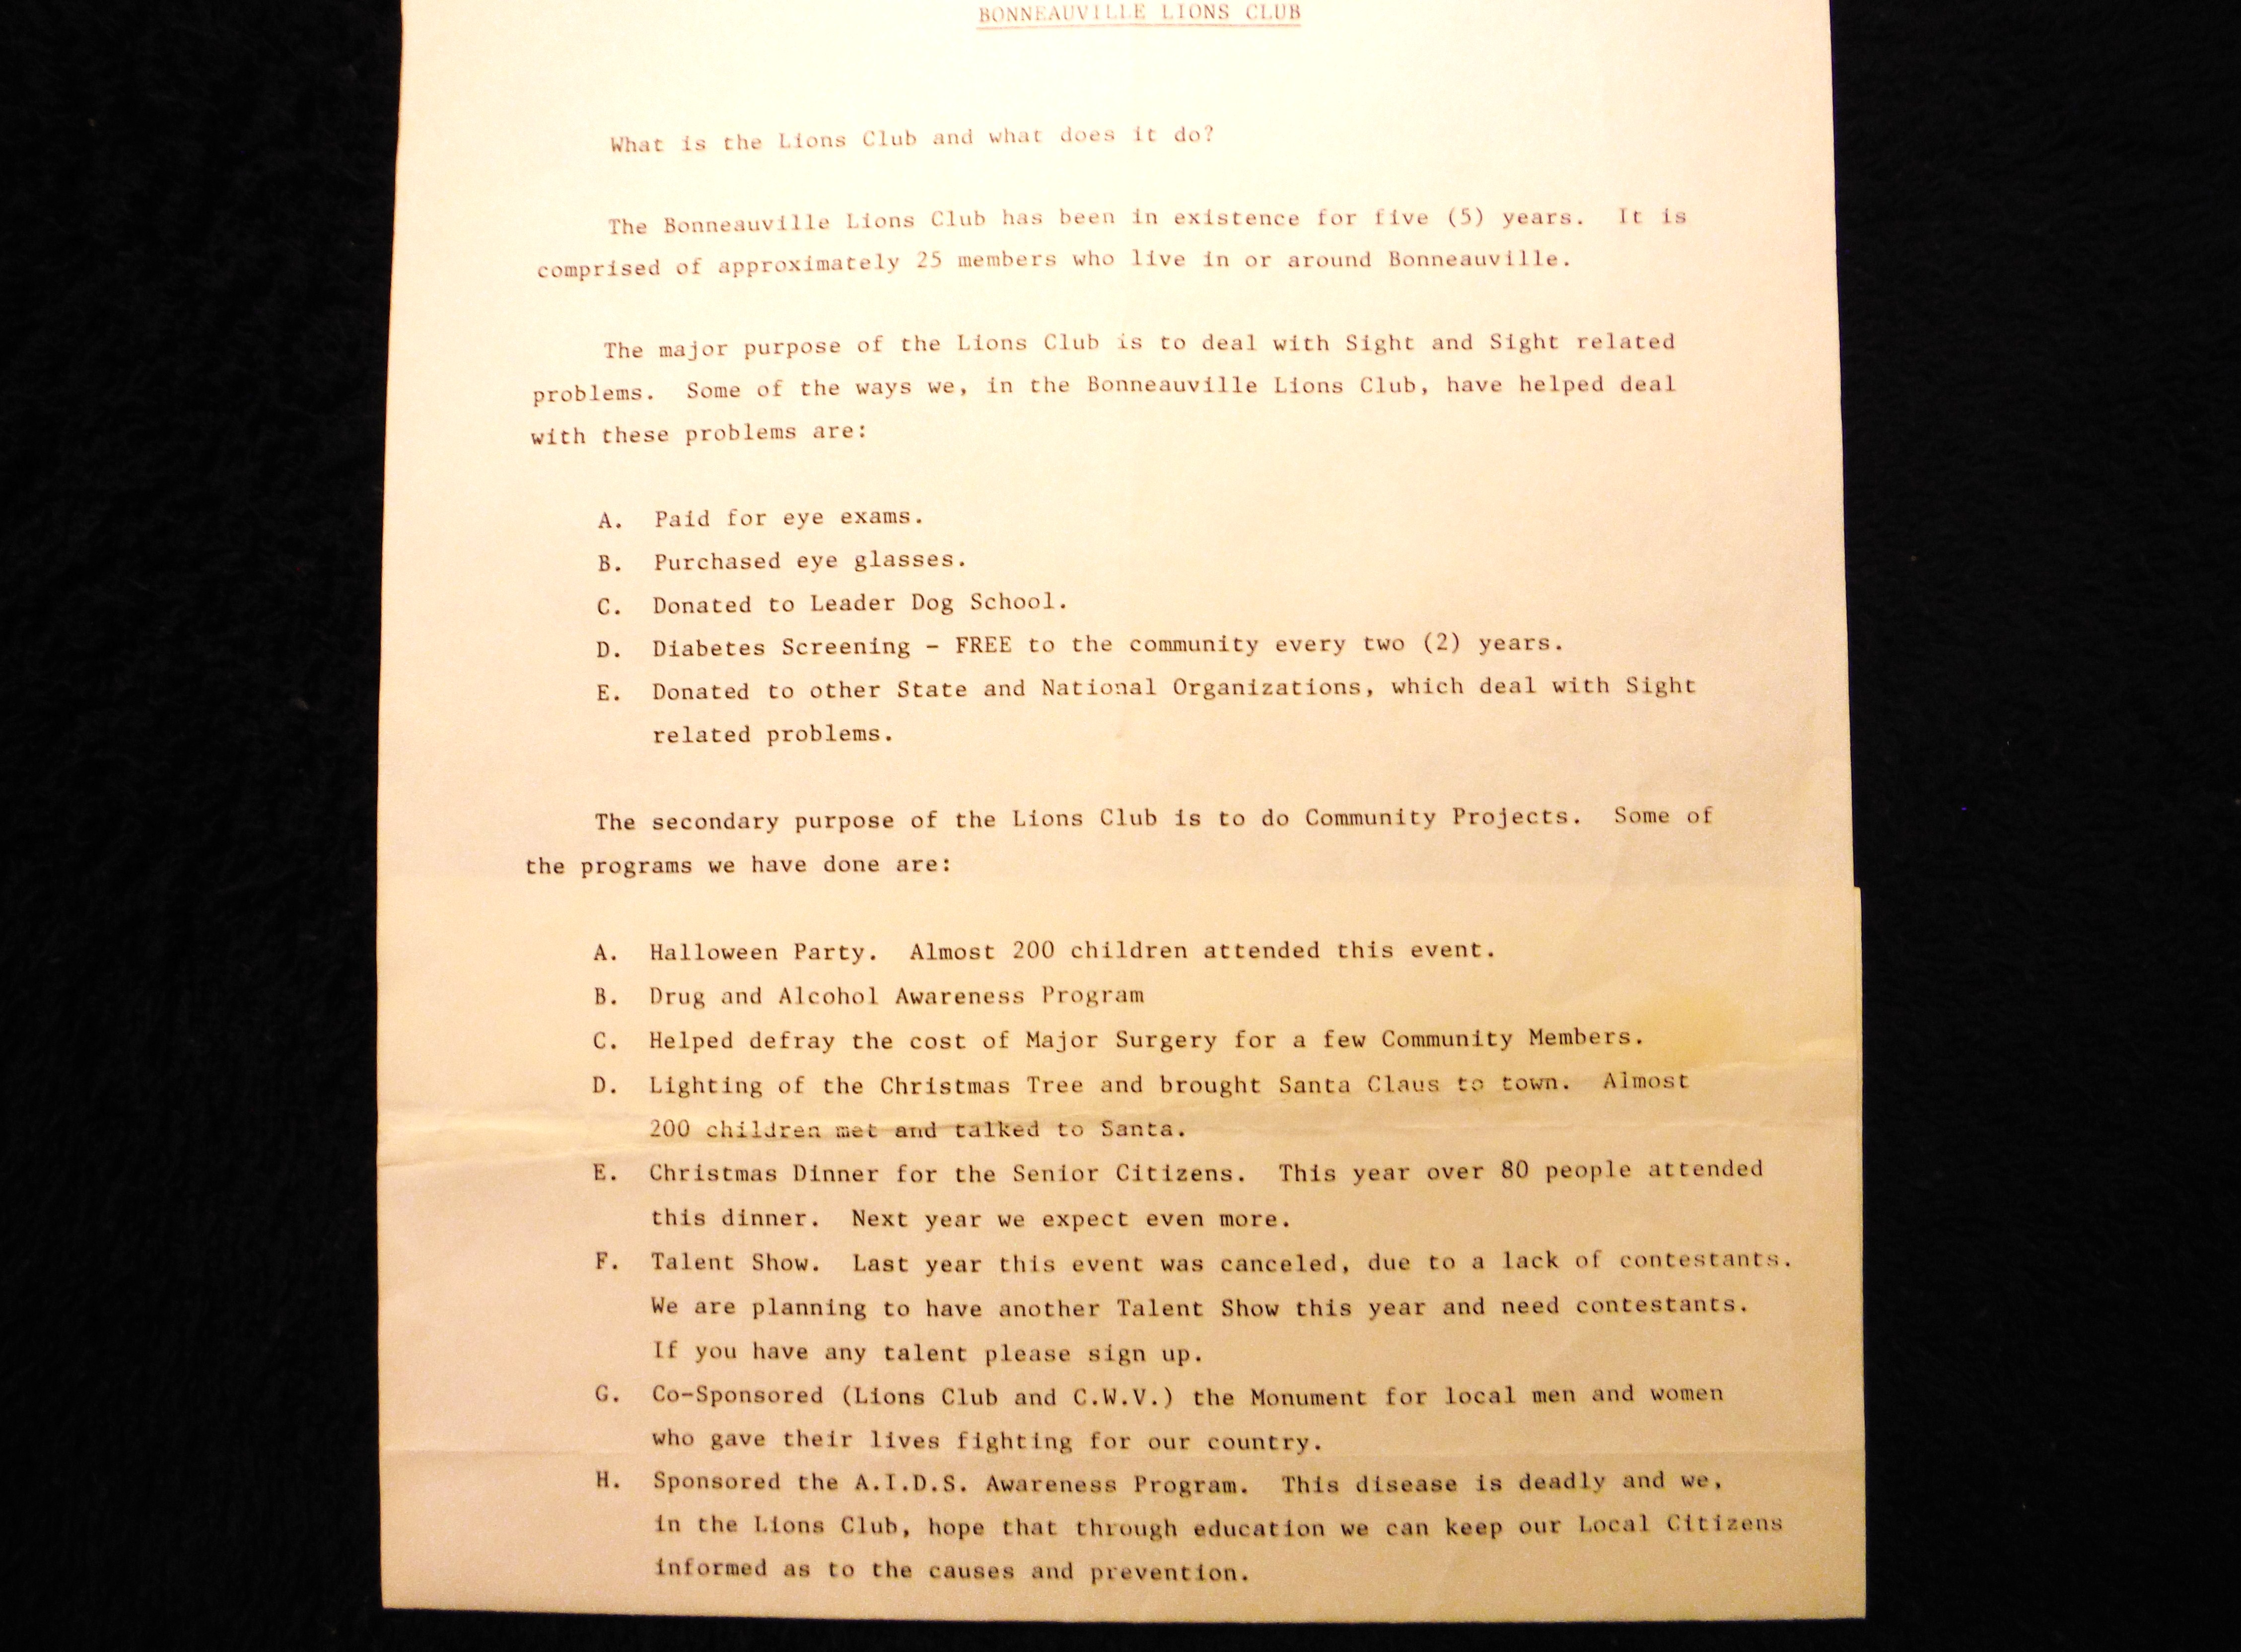 BONNEAUVILLE LIONS CLUB
What is the Lions Club and what does it do?
The Bonneauville Lions Club has been in existence for five (5) years. It is
comprised of approximately 25 members who live in or around Bonneauville.
The major purpose of the Lions Club is to deal with Sight and Sight related
problems. Some of the ways we, in the Bonneauville Lions Club, have helped deal
with these problems are:
A. Paid for eye exams.
B. Purchased eye glasses.
C. Donated to Leader Dog School.
D. Diabetes Screening - FREE to the community every two (2) years.
E. Donated to other State and National Organizations, which deal with Sight
related problems.
The secondary purpose of the Lions Club is to do Community Projects. Some of
the programs we have done are:
A. Halloween Party. Almost 200 children attended this event.
B. Drug and Alcohol Awareness Program
C. Helped defray the cost of Major Surgery for a few Community Members.
D. Lighting of the Christmas Tree and brought Santa Claus to town. Almost
200 children met and talked to Santa.
E. Christmas Dinner for the Senior Citizens. This year over 80 people attended
this dinner. Next year we expect even more.
F. Talent Show. Last year this event was canceled, due to a lack of contestants.
We are planning to have another Talent Show this year and need contestants.
If you have any talent please sign up.
G. Co-Sponsored (Lions Club and C.W.V.) the Monument for local men and women
who gave their lives fighting for our country.
H. Sponsored the A.I.D.S. Awareness Program. This disease is deadly and we,
in the Lions Club, hope that through education we can keep our Local Citizens
informed as to the causes and prevention.